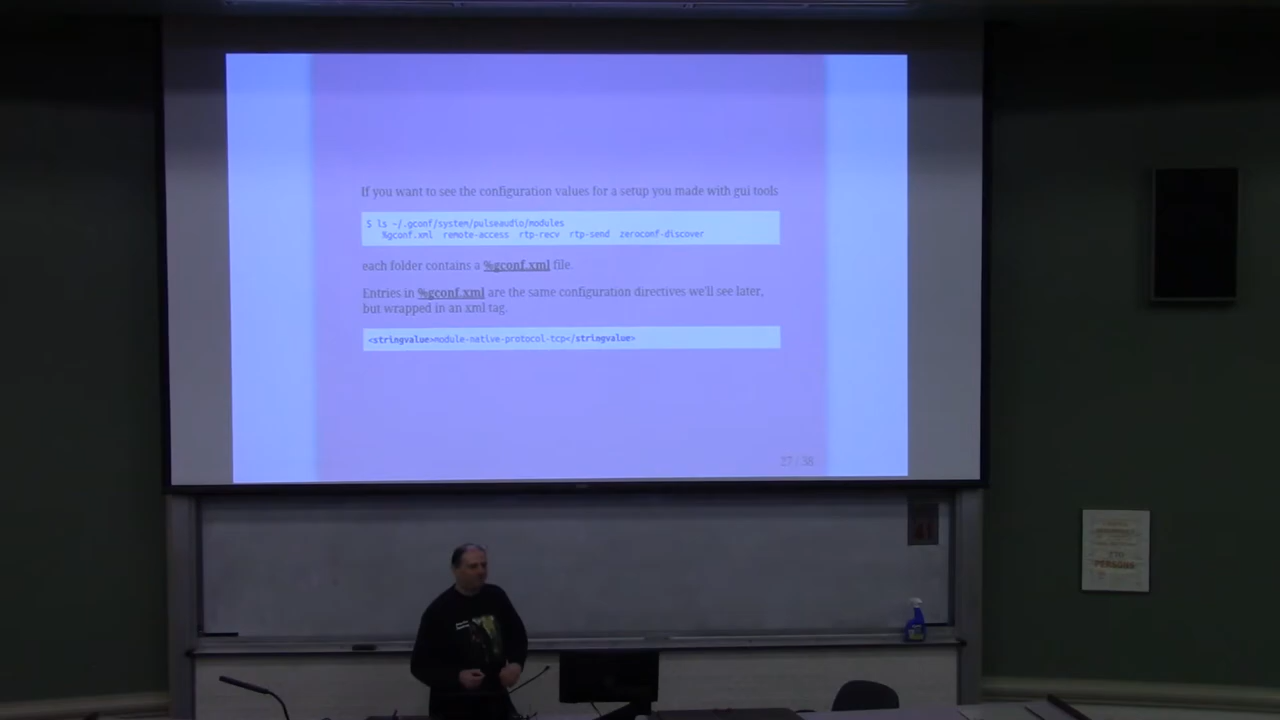 If you want to see the configuration values for a setup you made with gui tools
$ ls ~/.gconf/system/pulseaudio/modules
%gconf.xml remote-access rtp-recv rtp-send zeroconf-discover
each folder contains a %gconf.xml file.
Entries in %gconf.xml are the same configuration directives we'll see later,
but wrapped in an xml tag.
<stringvalue>module-native-protocol-tcp</stringvalue>
27 / 38
PERSONS